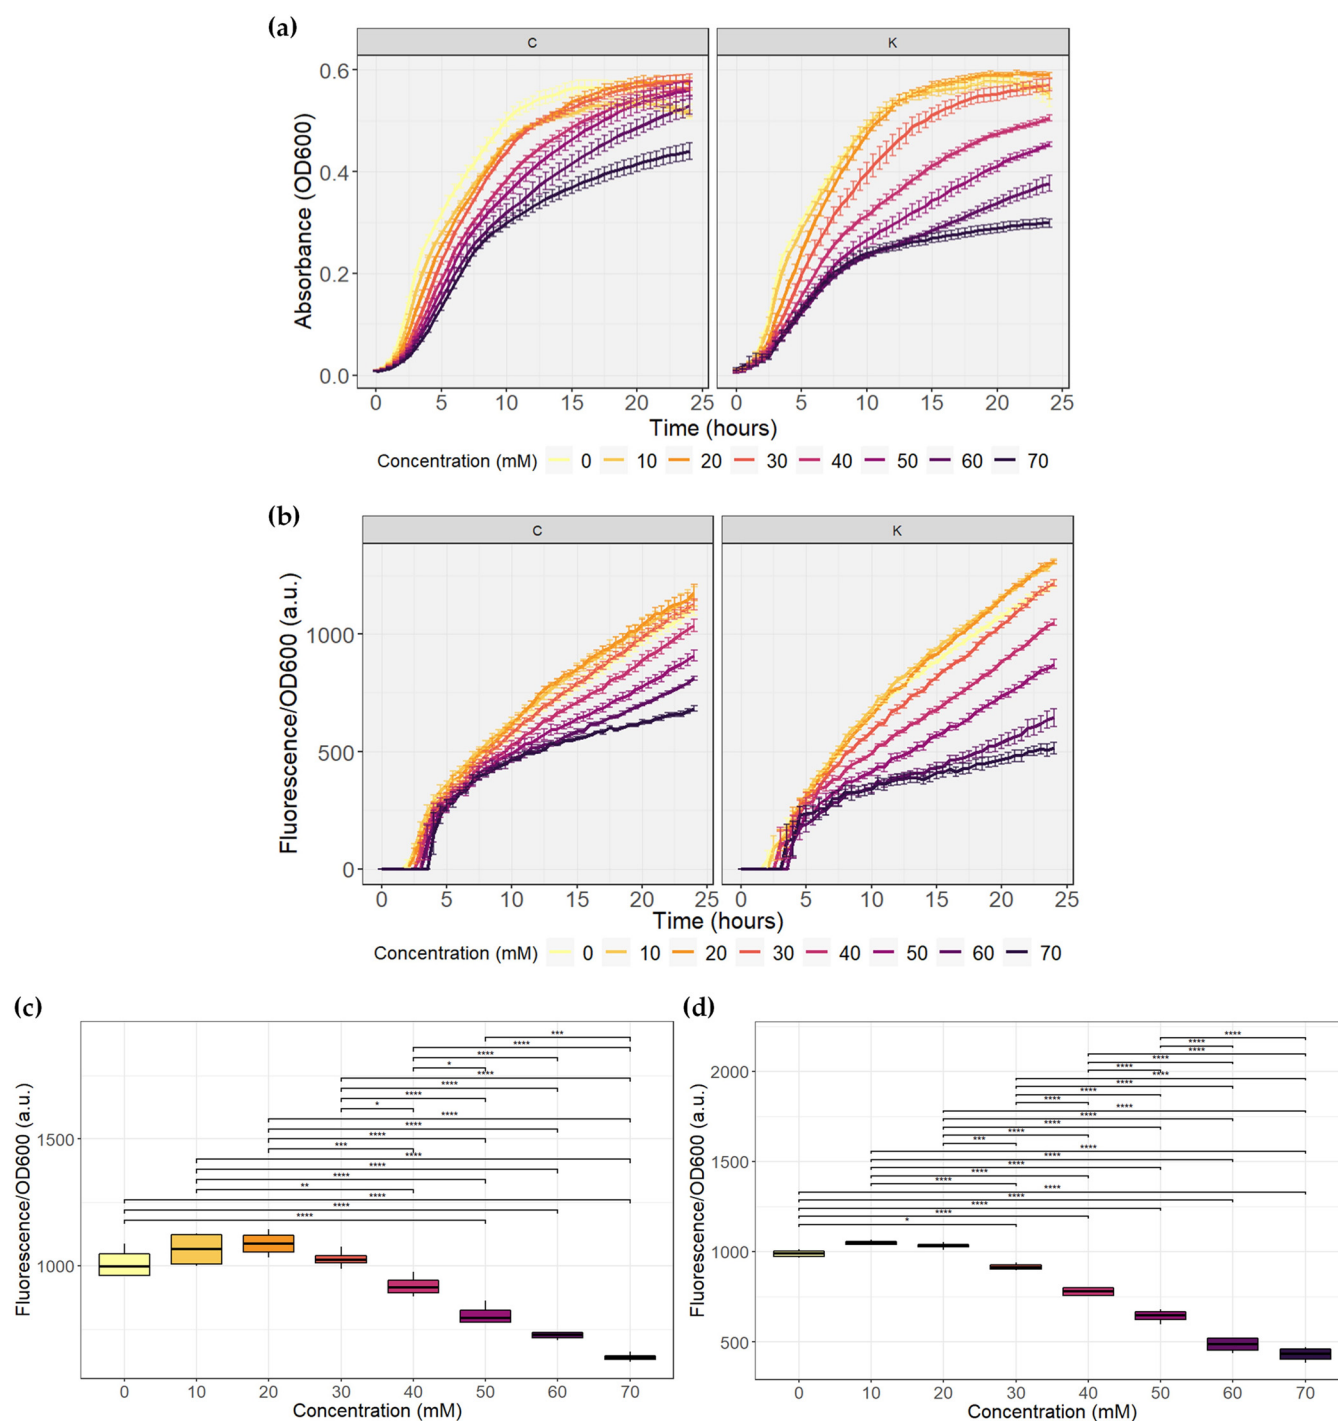 (a)
C K
0.6
0.4
0.2
0.0
Absorbance (OD600)
0 5 10 15 20 25 0 5 10 15 20 25
Time (hours)
Concentration (mM) 0 10 20 30 40 50 60 70
(b)
C K
1000
500
0
Fluorescence/OD600 (a.u.)
0 5 10 15 20 25 0 5 10 15 20 25
Time (hours)
Concentration (mM) 0 10 20 30 40 50 60 70
(c)
***
****
****
*
****
****
****
*
****
****
****
***
****
****
****
**
****
****
****
1500
1000
Fluorescence/OD600 (a.u.)
0 10 20 30 40 50 60 70
Concentration (mM)
(d)
****
****
****
****
****
****
****
****
****
****
****
****
****
***
****
****
****
****
****
****
****
****
****
*
2000
1500
1000
500
Fluorescence/OD600 (a.u.)
0 10 20 30 40 50 60 70
Concentration (mM)